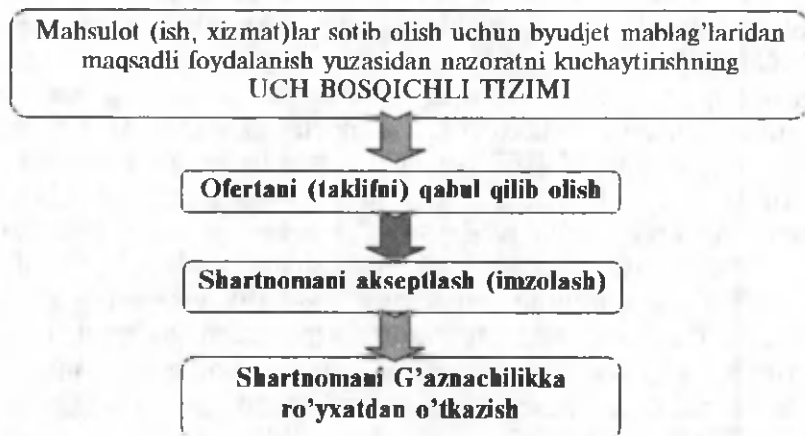 Mahsulot (ish, xizmat)lar sotib olish uchun byudjet mablag'laridan
maqsadli foydalanish yuzasidan nazoratni kuchaytirishning
UCH BOSQICHLI TIZIMI
Ofertani (taklifni) qabul qilib olish
Shartnomani akseptlash (imzolash)
Shartnomani G'aznachilikka
ro'yxatdan o'tkazish